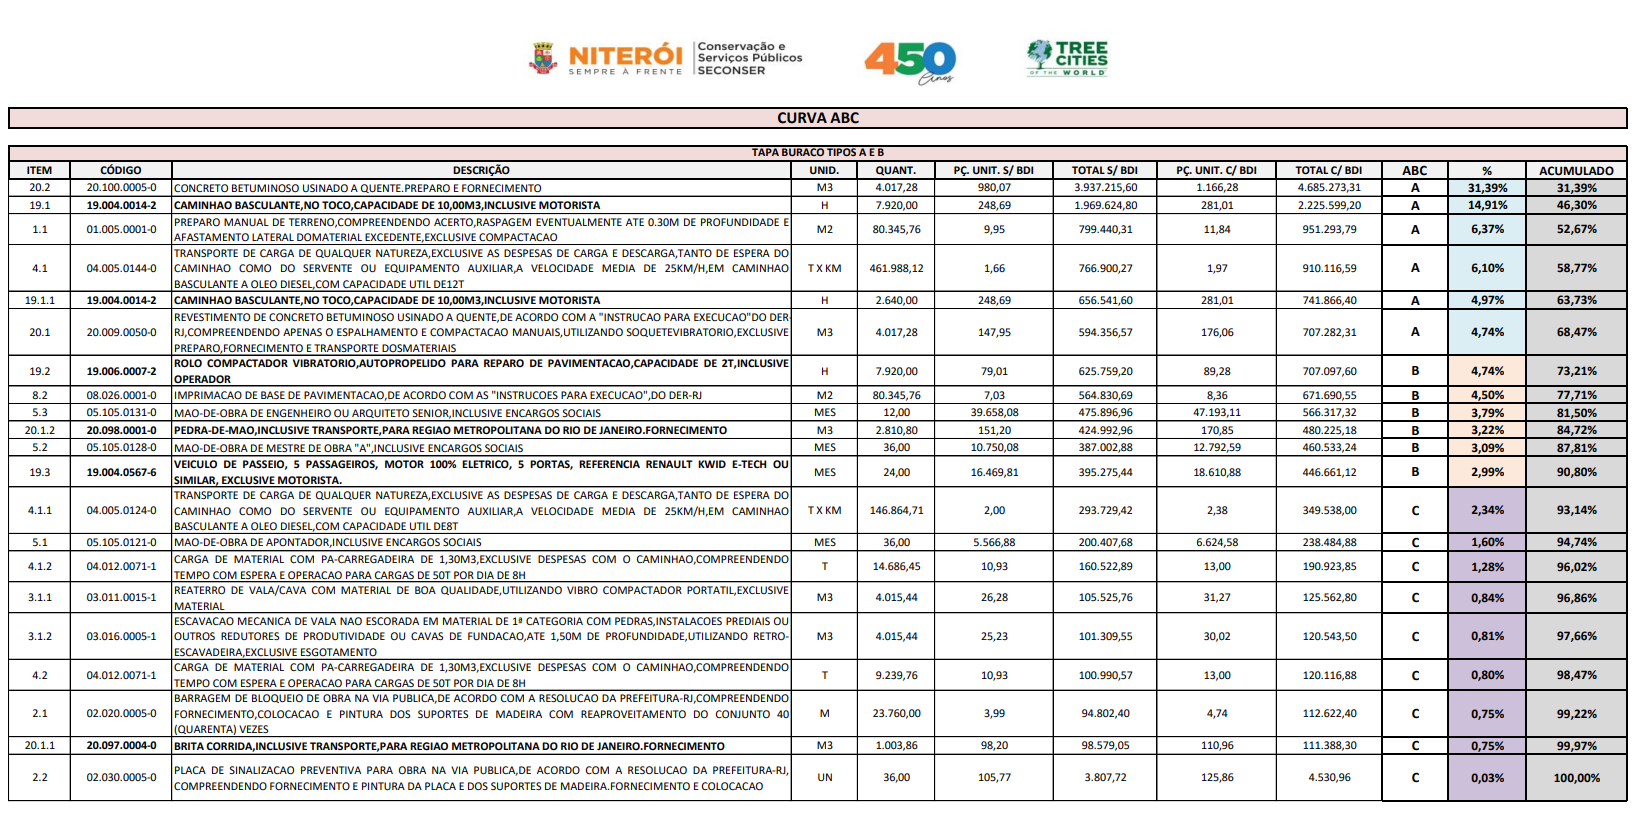 NITERÓI
SEMPRE À FRENTE
Conservação e
Serviços Públicos
SECONSER
450
Anos
TREE
CITIES
OF THE WORLD
CURVA ABC
TAPA BURACO TIPOS A E B
ITEM CÓDIGO DESCRIÇÃO UNID. QUANT. PÇ. UNIT. S/ BDI TOTAL S/ BDI PÇ. UNIT. C/ BDI TOTAL C/ BDI ABC % ACUMULADO
20.2 20.100.0005-0 CONCRETO BETUMINOSO USINADO A QUENTE.PREPARO E FORNECIMENTO M3 4.017,28 980,07 3.937.215,60 1.166,28 4.685.273,31 A 31,39% 31,39%
19.1 19.004.0014-2 CAMINHAO BASCULANTE,NO TOCO,CAPACIDADE DE 10,00M3,INCLUSIVE MOTORISTA H 7.920,00 248,69 1.969.624,80 281,01 2.225.599,20 A 14,91% 46,30%
PREPARO MANUAL DE TERRENO,COMPREENDENDO ACERTO,RASPAGEM EVENTUALMENTE ATE 0.30M DE PROFUNDIDADE E
1.1 01.005.0001-0 AFASTAMENTO LATERAL DOMATERIAL EXCEDENTE,EXCLUSIVE COMPACTACAO M2 80.345,76 9,95 799.440,31 11,84 951.293,79 A 6,37% 52,67%
TRANSPORTE DE CARGA DE QUALQUER NATUREZA,EXCLUSIVE AS DESPESAS DE CARGA E DESCARGA,TANTO DE ESPERA DO
4.1 04.005.0144-0 CAMINHAO COMO DO SERVENTE OU EQUIPAMENTO AUXILIAR,A VELOCIDADE MEDIA DE 25KM/H,EM CAMINHAO T X KM 461.988,12 1,66 766.900,27 1,97 910.116,59 A 6,10% 58,77%
BASCULANTE A OLEO DIESEL,COM CAPACIDADE UTIL DE12T
19.1.1 19.004.0014-2 CAMINHAO BASCULANTE,NO TOCO,CAPACIDADE DE 10,00M3,INCLUSIVE MOTORISTA H 2.640,00 248,69 656.541,60 281,01 741.866,40 A 4,97% 63,73%
REVESTIMENTO DE CONCRETO BETUMINOSO USINADO A QUENTE,DE ACORDO COM A "INSTRUCAO PARA EXECUCAO"DO DER-
20.1 20.009.0050-0 RJ,COMPREENDENDO APENAS O ESPALHAMENTO E COMPACTACAO MANUAIS,UTILIZANDO SOQUETEVIBRATORIO,EXCLUSIVE M3 4.017,28 147,95 594.356,57 176,06 707.282,31 A 4,74% 68,47%
PREPARO,FORNECIMENTO E TRANSPORTE DOSMATERIAIS
ROLO COMPACTADOR VIBRATORIO,AUTOPROPELIDO PARA REPARO DE PAVIMENTACAO,CAPACIDADE DE 2T,INCLUSIVE
19.2 19.006.0007-2 OPERADOR H 7.920,00 79,01 625.759,20 89,28 707.097,60 B 4,74% 73,21%
8.2 08.026.0001-0 IMPRIMACAO DE BASE DE PAVIMENTACAO,DE ACORDO COM AS "INSTRUCOES PARA EXECUCAO",DO DER-RJ M2 80.345,76 7,03 564.830,69 8,36 671.690,55 B 4,50% 77,71%
5.3 05.105.0131-0 MAO-DE-OBRA DE ENGENHEIRO OU ARQUITETO SENIOR,INCLUSIVE ENCARGOS SOCIAIS MES 12,00 39.658,08 475.896,96 47.193,11 566.317,32 B 3,79% 81,50%
20.1.2 20.098.0001-0 PEDRA-DE-MAO,INCLUSIVE TRANSPORTE,PARA REGIAO METROPOLITANA DO RIO DE JANEIRO.FORNECIMENTO M3 2.810,80 151,20 424.992,96 170,85 480.225,18 B 3,22% 84,72%
5.2 05.105.0128-0 MAO-DE-OBRA DE MESTRE DE OBRA "A",INCLUSIVE ENCARGOS SOCIAIS MES 36,00 10.750,08 387.002,88 12.792,59 460.533,24 B 3,09% 87,81%
VEICULO DE PASSEIO, 5 PASSAGEIROS, MOTOR 100% ELETRICO, 5 PORTAS, REFERENCIA RENAULT KWID E-TECH OU
19.3 19.004.0567-6 SIMILAR, EXCLUSIVE MOTORISTA. MES 24,00 16.469,81 395.275,44 18.610,88 446.661,12 B 2,99% 90,80%
TRANSPORTE DE CARGA DE QUALQUER NATUREZA,EXCLUSIVE AS DESPESAS DE CARGA E DESCARGA,TANTO DE ESPERA DO
4.1.1 04.005.0124-0 CAMINHAO COMO DO SERVENTE OU EQUIPAMENTO AUXILIAR,A VELOCIDADE MEDIA DE 25KM/H,EM CAMINHAO T X KM 146.864,71 2,00 293.729,42 2,38 349.538,00 C 2,34% 93,14%
BASCULANTE A OLEO DIESEL,COM CAPACIDADE UTIL DE8T
5.1 05.105.0121-0 MAO-DE-OBRA DE APONTADOR,INCLUSIVE ENCARGOS SOCIAIS MES 36,00 5.566,88 200.407,68 6.624,58 238.484,88 C 1,60% 94,74%
CARGA DE MATERIAL COM PA-CARREGADEIRA DE 1,30M3,EXCLUSIVE DESPESAS COM O CAMINHAO,COMPREENDENDO
4.1.2 04.012.0071-1 TEMPO COM ESPERA E OPERACAO PARA CARGAS DE 50T POR DIA DE 8H T 14.686,45 10,93 160.522,89 13,00 190.923,85 C 1,28% 96,02%
REATERRO DE VALA/CAVA COM MATERIAL DE BOA QUALIDADE,UTILIZANDO VIBRO COMPACTADOR PORTATIL,EXCLUSIVE
3.1.1 03.011.0015-1 MATERIAL M3 4.015,44 26,28 105.525,76 31,27 125.562,80 C 0,84% 96,86%
ESCAVACAO MECANICA DE VALA NAO ESCORADA EM MATERIAL DE 1ª CATEGORIA COM PEDRAS,INSTALACOES PREDIAIS OU
3.1.2 03.016.0005-1 OUTROS REDUTORES DE PRODUTIVIDADE OU CAVAS DE FUNDACAO,ATE 1,50M DE PROFUNDIDADE,UTILIZANDO RETRO- M3 4.015,44 25,23 101.309,55 30,02 120.543,50 C 0,81% 97,66%
ESCAVADEIRA,EXCLUSIVE ESGOTAMENTO
CARGA DE MATERIAL COM PA-CARREGADEIRA DE 1,30M3,EXCLUSIVE DESPESAS COM O CAMINHAO,COMPREENDENDO
4.2 04.012.0071-1 TEMPO COM ESPERA E OPERACAO PARA CARGAS DE 50T POR DIA DE 8H T 9.239,76 10,93 100.990,57 13,00 120.116,88 C 0,80% 98,47%
BARRAGEM DE BLOQUEIO DE OBRA NA VIA PUBLICA,DE ACORDO COM A RESOLUCAO DA PREFEITURA-RJ,COMPREENDENDO
2.1 02.020.0005-0 FORNECIMENTO,COLOCACAO E PINTURA DOS SUPORTES DE MADEIRA COM REAPROVEITAMENTO DO CONJUNTO 40 M 23.760,00 3,99 94.802,40 4,74 112.622,40 C 0,75% 99,22%
(QUARENTA) VEZES
20.1.1 20.097.0004-0 BRITA CORRIDA,INCLUSIVE TRANSPORTE,PARA REGIAO METROPOLITANA DO RIO DE JANEIRO.FORNECIMENTO M3 1.003,86 98,20 98.579,05 110,96 111.388,30 C 0,75% 99,97%
PLACA DE SINALIZACAO PREVENTIVA PARA OBRA NA VIA PUBLICA,DE ACORDO COM A RESOLUCAO DA PREFEITURA-RJ,
2.2 02.030.0005-0 COMPREENDENDO FORNECIMENTO E PINTURA DA PLACA E DOS SUPORTES DE MADEIRA.FORNECIMENTO E COLOCACAO UN 36,00 105,77 3.807,72 125,86 4.530,96 C 0,03% 100,00%